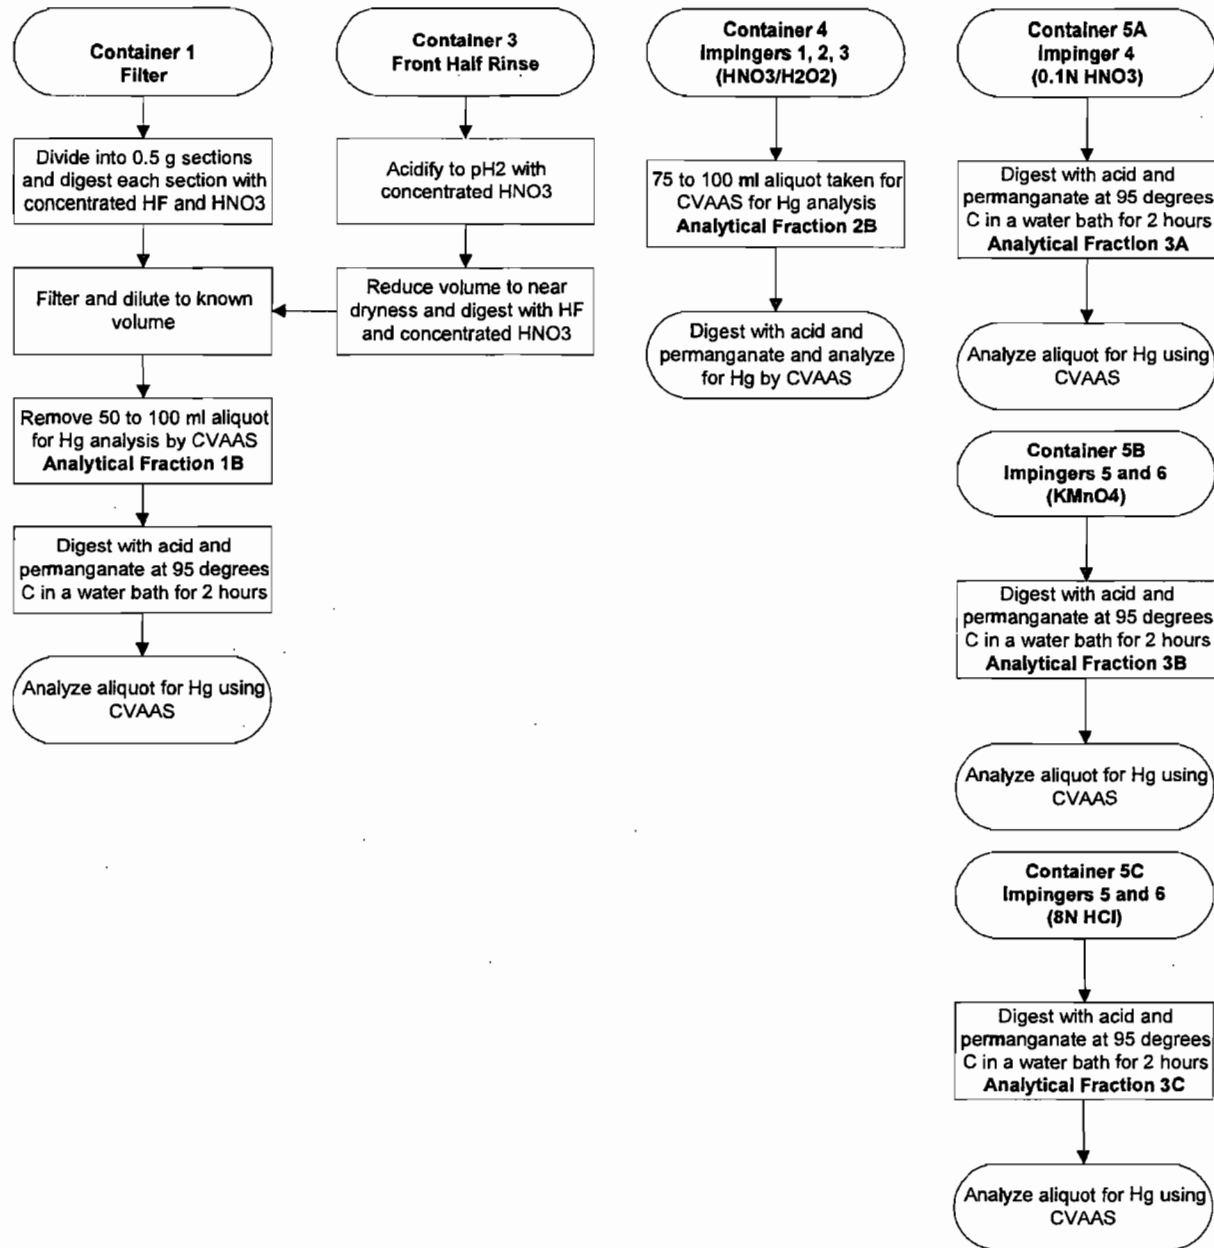 Container 1
Filter
Divide into 0.5 g sections
and digest each section with
concentrated HF and HNO3
Filter and dilute to known
volume
Remove 50 to 100 ml aliquot
for Hg analysis by CVAAS
Analytical Fraction 1B
Digest with acid and
permanganate at 95 degrees
C in a water bath for 2 hours
Analyze aliquot for Hg using
CVAAS
Container 3
Front Half Rinse
Acidify to pH2 with
concentrated HNO3
Reduce volume to near
dryness and digest with HF
and concentrated HNO3
Container 4
Impingers 1, 2, 3
(HNO3/H2O2)
75 to 100 ml aliquot taken for
CVAAS for Hg analysis
Analytical Fraction 2B
Digest with acid and
permanganate and analyze
for Hg by CVAAS
Container 5A
Impinger 4
(0.1N HNO3)
Digest with acid and
permanganate at 95 degrees
C in a water bath for 2 hours
Analytical Fraction 3A
Analyze aliquot for Hg using
CVAAS
Container 5B
Impingers 5 and 6
(KMnO4)
Digest with acid and
permanganate at 95 degrees
C in a water bath for 2 hours
Analytical Fraction 3B
Analyze aliquot for Hg using
CVAAS
Container 5C
Impingers 5 and 6
(8N HCl)
Digest with acid and
permanganate at 95 degrees
C in a water bath for 2 hours
Analytical Fraction 3C
Analyze aliquot for Hg using
CVAAS